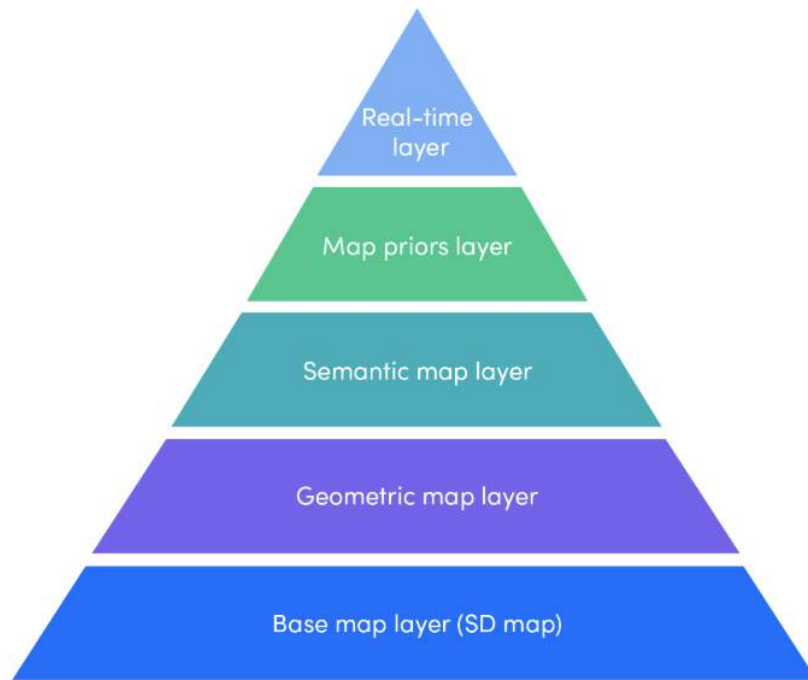 Real-time
layer
Map priors layer
Semantic map layer
Geometric map layer
Base map layer (SD map)